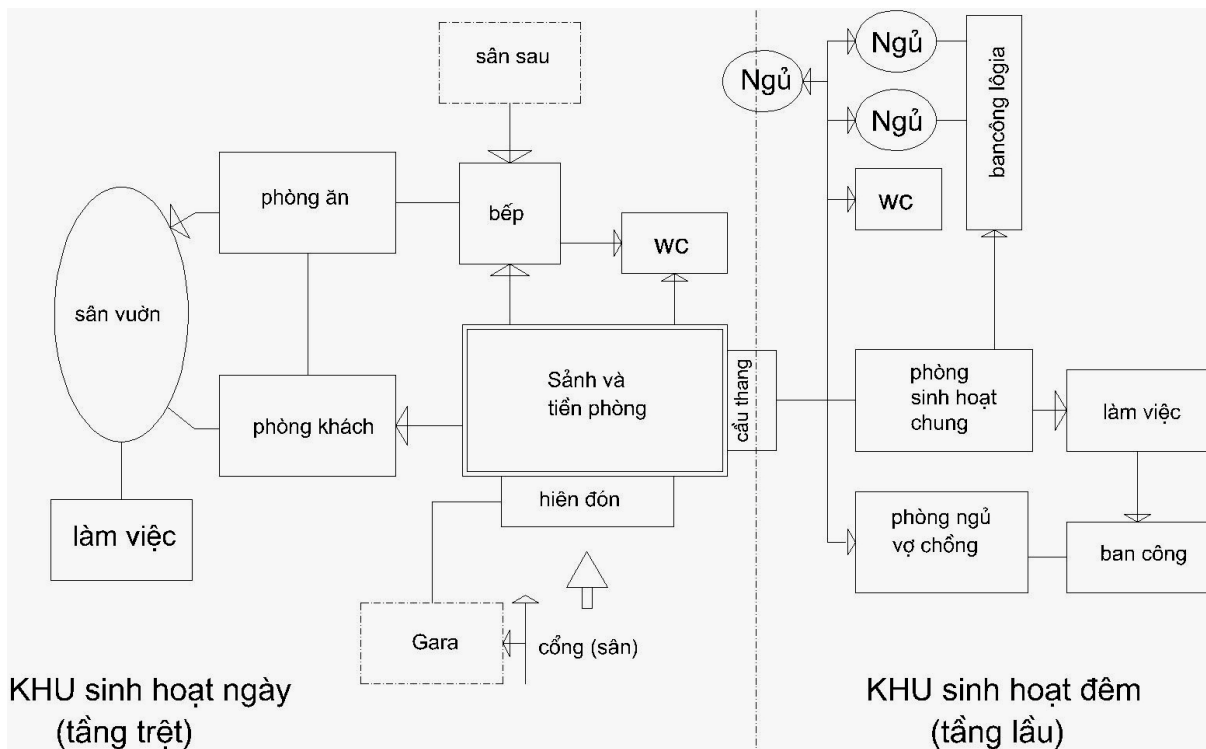 sân sau
phòng ăn
bếp
wc
sân vuờn
Sảnh và
tiền phòng
cầu thang
phòng khách
hiên đón
làm việc
Gara
cổng (sân)
KHU sinh hoạt ngày
(tầng trệt)
Ngủ
Ngủ
Ngủ
bancông lôgia
wc
phòng
sinh hoạt
chung
làm việc
phòng ngủ
vợ chồng
ban công
KHU sinh hoạt đêm
(tầng lầu)